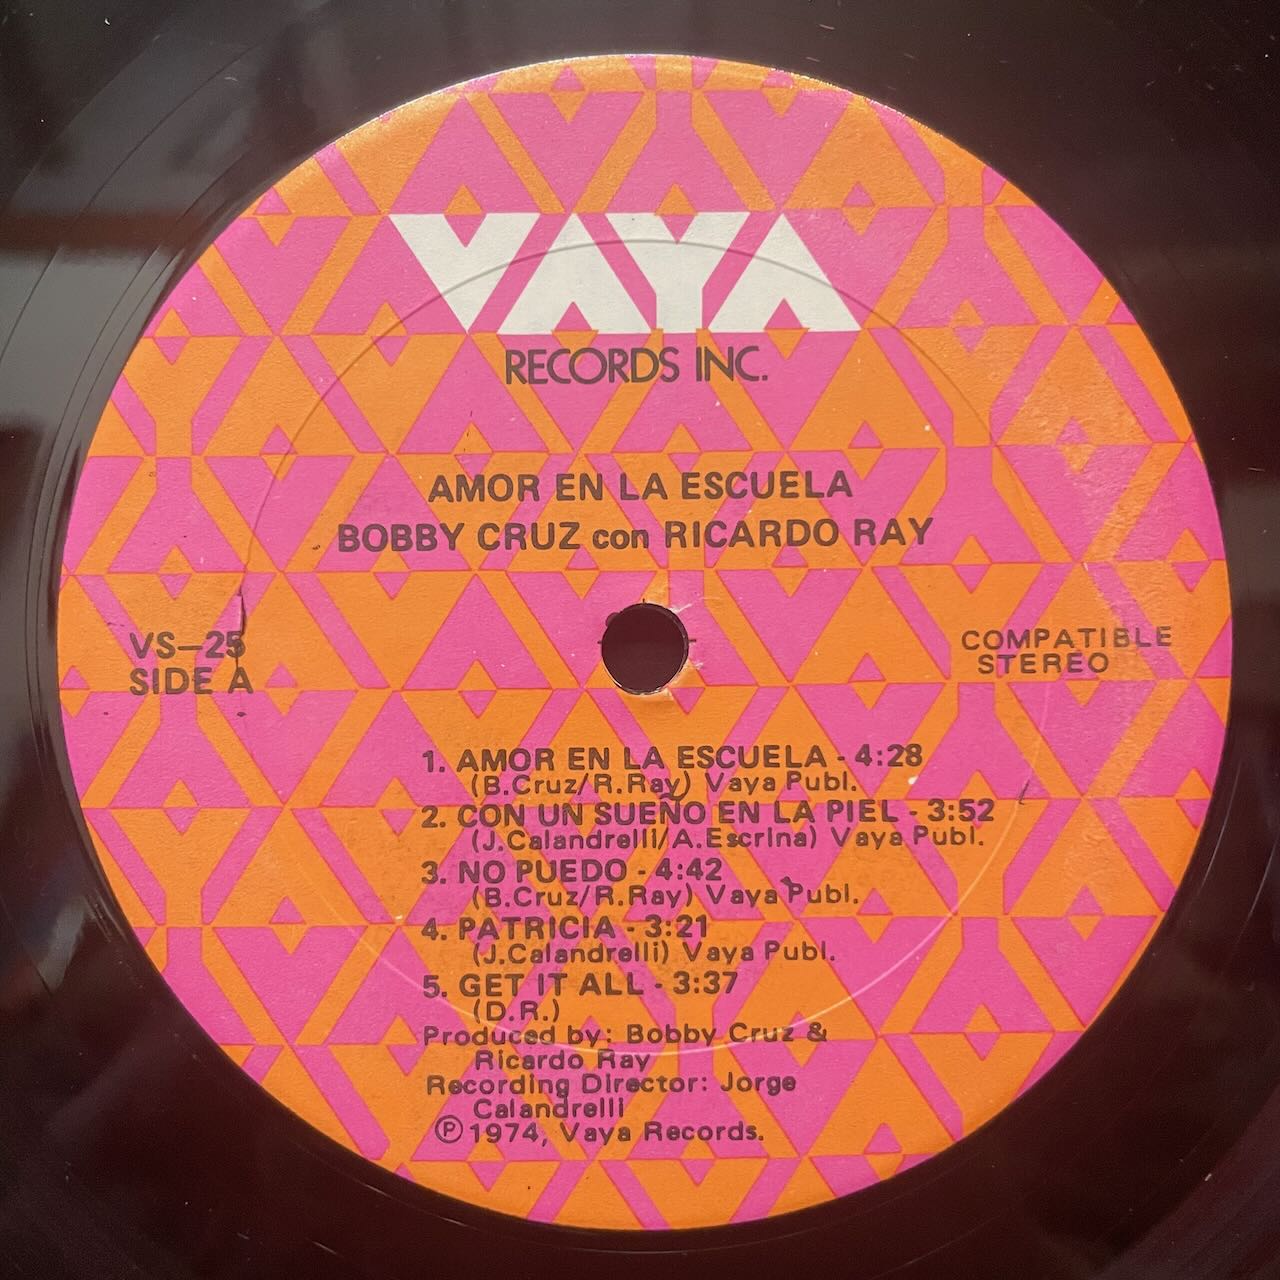 VAYA
RECORDS INC.
AMOR EN LA ESCUELA
BOBBY CRUZ con RICARDO RAY
VS-25
SIDE A
COMPATIBLE
STEREO
1. AMOR EN LA ESCUELA - 4:28
(B.Cruz/R.Ray) Vaya Publ.
2. CON UN SUEÑO EN LA PIEL - 3:52
(J.Calandrelli/A.Escrina) Vaya Publ.
3. NO PUEDO - 4:42
(B.Cruz/R.Ray) Vaya Publ.
4. PATRICIA - 3:21
(J.Calandrelli) Vaya Publ.
5. GET IT ALL - 3:37
(D.R.)
Produced by: Bobby Cruz &
Ricardo Ray
Recording Director: Jorge
Calandrelli
℗1974, Vaya Records.